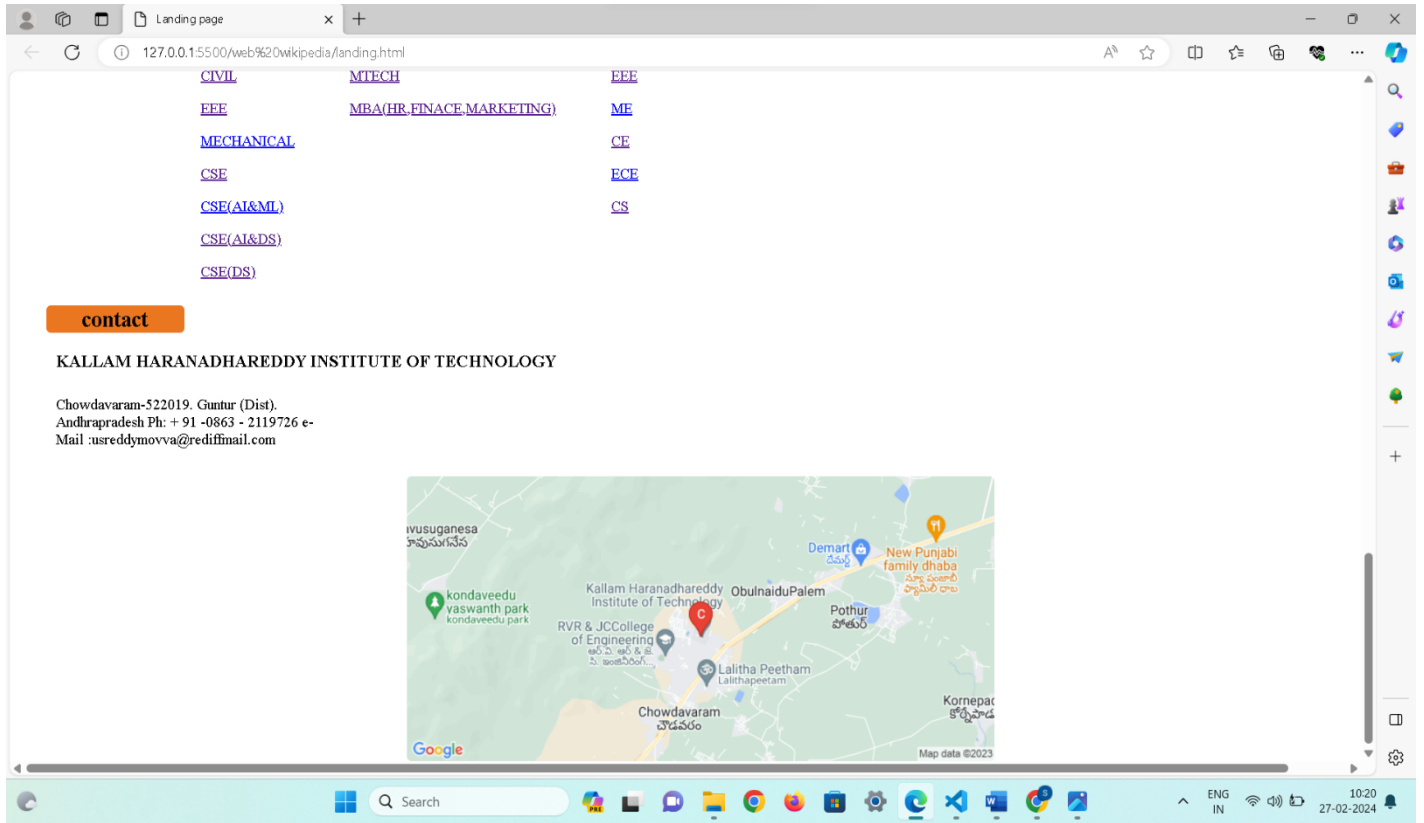 Landing page
127.0.0.1:5500/web%20wikipedia/landing.html
CIVIL MTECH EEE
EEE MBA(HR,FINACE,MARKETING) ME
MECHANICAL CE
CSE ECE
CSE(AI&ML) CS
CSE(AI&DS)
CSE(DS)
contact
KALLAM HARANADHAREDDY INSTITUTE OF TECHNOLOGY
Chowdavaram-522019. Guntur (Dist).
Andhrapradesh Ph: + 91 -0863 - 2119726 e-
Mail :usreddymovva@rediffmail.com
vusuganesa
Demart
డిమార్ట్
New Punjabi
family dhaba
న్యూ పంజాబీ
ఫ్యామిలీ ధాబ
kondaveedu
yaswanth park
kondaveedu park
Kallam Haranadhareddy
Institute of Technology
ObulnaiduPalem
Pothur
పోతుర్
RVR & JCCollege
of Engineering
ఆర్.వి. ఆర్ & జె.
సి. ఇంజినీరింగ్...
Lalitha Peetham
Lalithapeetam
Kornepad
Chowdavaram
చౌడవరం
Google
Map data ©2023
Search
PRE
ENG
IN
10:20
27-02-2024